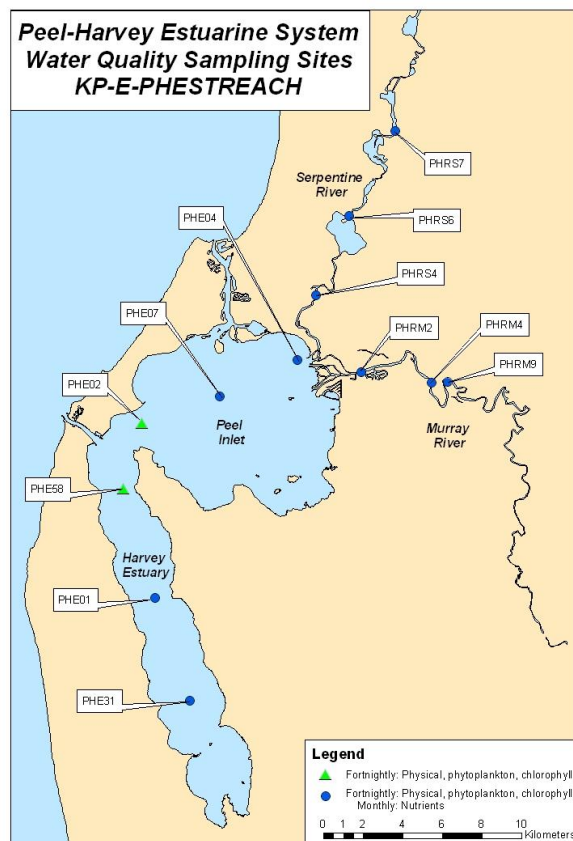 Peel-Harvey Estuarine System
Water Quality Sampling Sites
KP-E-PHESTREACH
PHRS7
Serpentine
River
PHE04
PHRS6
PHRS4
PHE07
PHRM2
PHRM4
PHRM9
PHE02
Peel
Inlet
Murray
River
PHE58
Harvey
Estuary
PHE01
PHE31
Legend
Fortnightly: Physical, phytoplankton, chlorophyll
Fortnightly: Physical, phytoplankton, chlorophyll
Monthly: Nutrients
0 1 2 4 6 8 10
Kilometers